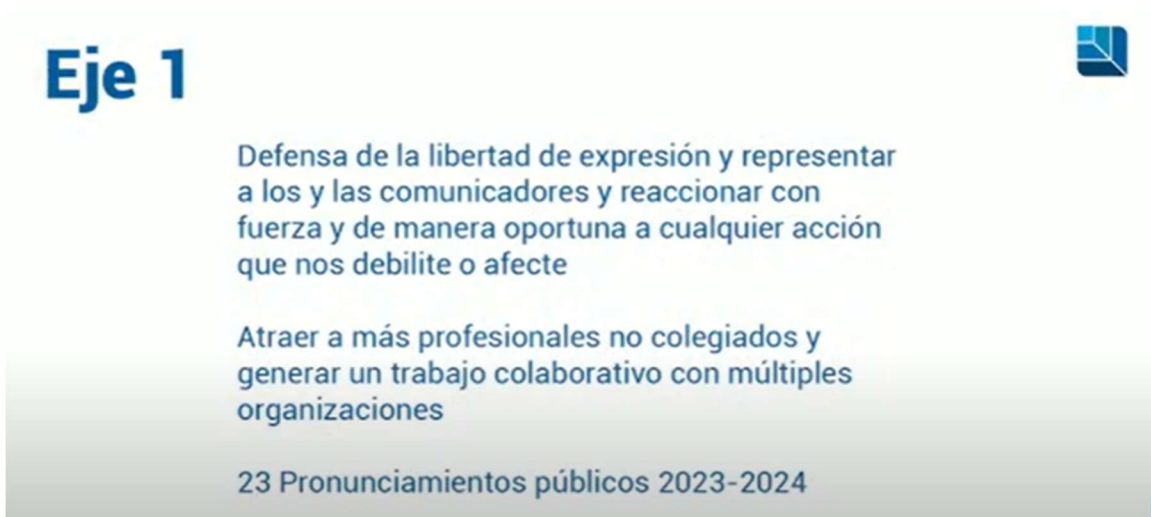 Eje 1
Defensa de la libertad de expresión y representar
a los y las comunicadores y reaccionar con
fuerza y de manera oportuna a cualquier acción
que nos debilite o afecte
Atraer a más profesionales no colegiados y
generar un trabajo colaborativo con múltiples
organizaciones
23 Pronunciamientos públicos 2023-2024